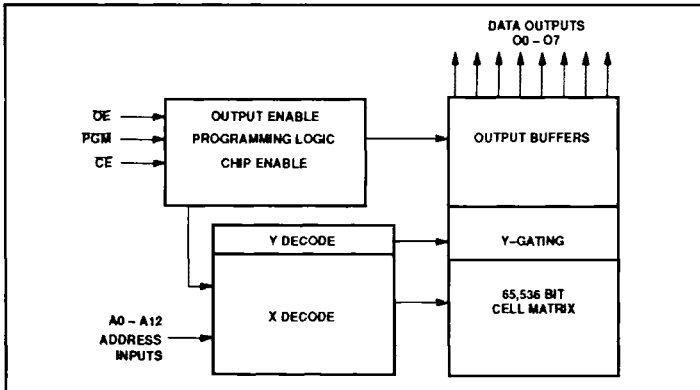 DATA OUTPUTS
O0 – O7
OE OUTPUT ENABLE
PGM PROGRAMMING LOGIC
CE CHIP ENABLE
OUTPUT BUFFERS
Y DECODE
Y–GATING
X DECODE
65,536 BIT
CELL MATRIX
A0 – A12
ADDRESS
INPUTS